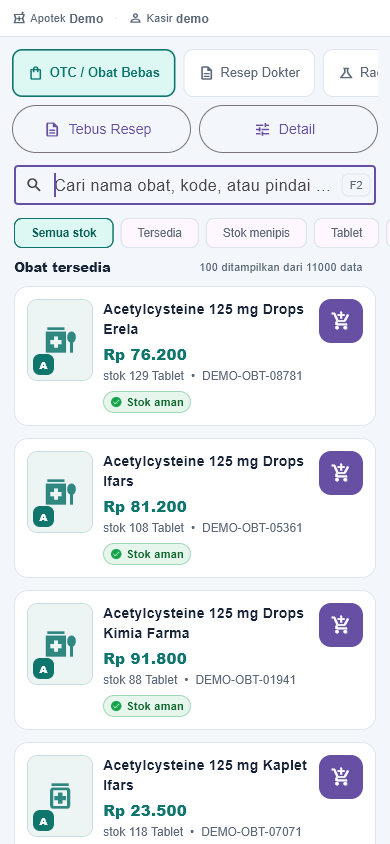 Apotek Demo · Kasir demo
OTC / Obat Bebas
Resep Dokter
Tebus Resep
Detail
Cari nama obat, kode, atau pindai ...
F2
Semua stok
Tersedia
Stok menipis
Tablet
Obat tersedia
100 ditampilkan dari 11000 data
Acetylcysteine 125 mg Drops
Erela
Rp 76.200
stok 129 Tablet • DEMO-OBT-08781
A
Stok aman
Acetylcysteine 125 mg Drops
Ifars
Rp 81.200
stok 108 Tablet • DEMO-OBT-05361
A
Stok aman
Acetylcysteine 125 mg Drops
Kimia Farma
Rp 91.800
stok 88 Tablet • DEMO-OBT-01941
A
Stok aman
Acetylcysteine 125 mg Kaplet
Ifars
Rp 23.500
stok 118 Tablet • DEMO-OBT-07071
A